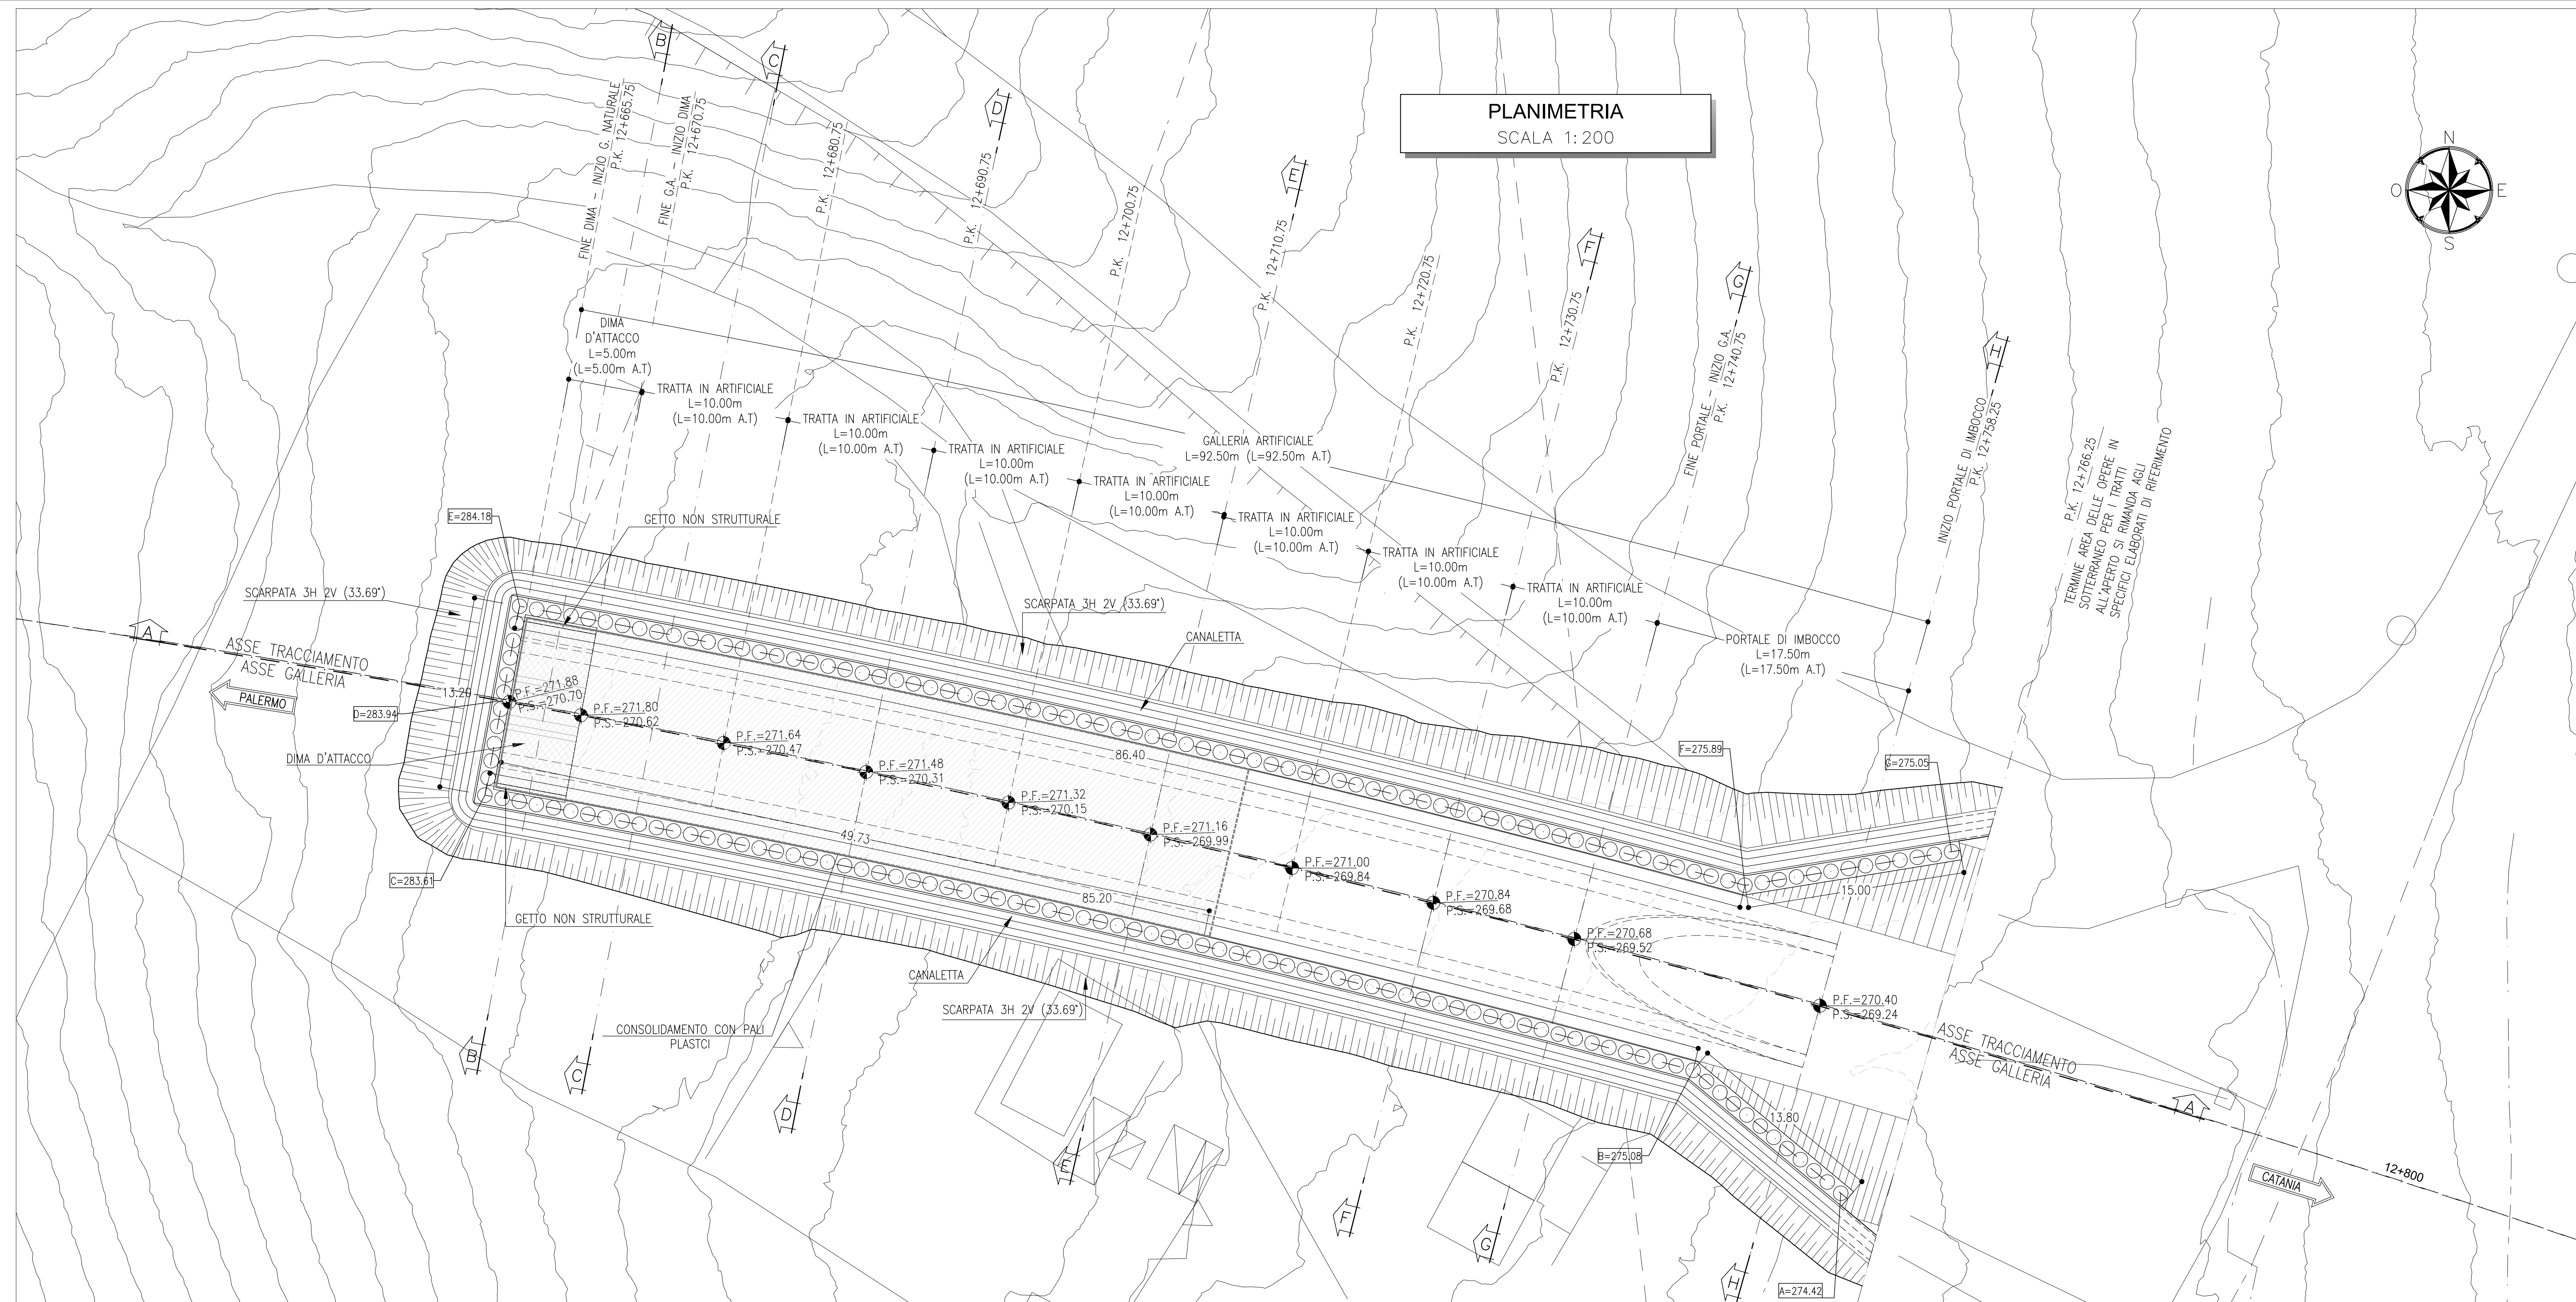 PLANIMETRIA
SCALA 1:200
N
O
E
S
B
C
D
E
F
G
H
FINE DIMA - INIZIO G. NATURALE
P.K. 12+665.75
FINE G.A. - INIZIO DIMA
P.K. 12+670.75
P.K. 12+680.75
P.K. 12+690.75
P.K. 12+700.75
P.K. 12+710.75
P.K. 12+720.75
P.K. 12+730.75
FINE PORTALE - INIZIO G.A.
P.K. 12+740.75
INIZIO PORTALE DI IMBOCCO
P.K. 12+758.25
P.K. 12+766.25
TERMINE AREA DELLE OPERE IN
SOTTERRANEO PER I TRATTI
ALL'APERTO SI RIMANDA AGLI
SPECIFICI ELABORATI DI RIFERIMENTO
DIMA
D'ATTACCO
L=5.00m
(L=5.00m A.T)
TRATTA IN ARTIFICIALE
L=10.00m
(L=10.00m A.T)
TRATTA IN ARTIFICIALE
L=10.00m
(L=10.00m A.T)
TRATTA IN ARTIFICIALE
L=10.00m
(L=10.00m A.T)
TRATTA IN ARTIFICIALE
L=10.00m
(L=10.00m A.T)
TRATTA IN ARTIFICIALE
L=10.00m
(L=10.00m A.T)
TRATTA IN ARTIFICIALE
L=10.00m
(L=10.00m A.T)
TRATTA IN ARTIFICIALE
L=10.00m
(L=10.00m A.T)
GALLERIA ARTIFICIALE
L=92.50m (L=92.50m A.T)
PORTALE DI IMBOCCO
L=17.50m
(L=17.50m A.T)
E=284.18
GETTO NON STRUTTURALE
SCARPATA 3H 2V (33.69°)
SCARPATA 3H 2V (33.69°)
CANALETTA
A
ASSE TRACCIAMENTO
ASSE GALLERIA
PALERMO
13.20
D=283.94
DIMA D'ATTACCO
C=283.61
P.F.=271.88
P.S.=270.70
P.F.=271.80
P.S.=270.62
P.F.=271.64
P.S.=270.47
P.F.=271.48
P.S.=270.31
P.F.=271.32
P.S.=270.15
P.F.=271.16
P.S.=269.99
P.F.=271.00
P.S.=269.84
P.F.=270.84
P.S.=269.68
P.F.=270.68
P.S.=269.52
P.F.=270.40
P.S.=269.24
86.40
49.73
85.20
F=275.89
G=275.05
15.00
13.80
GETTO NON STRUTTURALE
CANALETTA
SCARPATA 3H 2V (33.69°)
CONSOLIDAMENTO CON PALI
PLASTCI
B=275.08
A=274.42
ASSE TRACCIAMENTO
ASSE GALLERIA
A
CATANIA
12+800
B
C
D
E
F
G
H